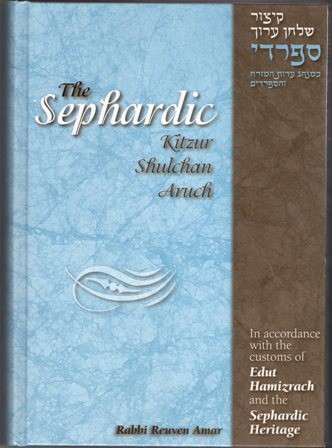 The
Sephardic
Kitzur
Shulchan
Aruch
Rabbi Reuven Amar
קיצור
שלחן ערוך
ספרדי
כמנהג עדות המזרח
והספרדים
In accordance
with the
customs of
Edut
Hamizrach
and the
Sephardic
Heritage